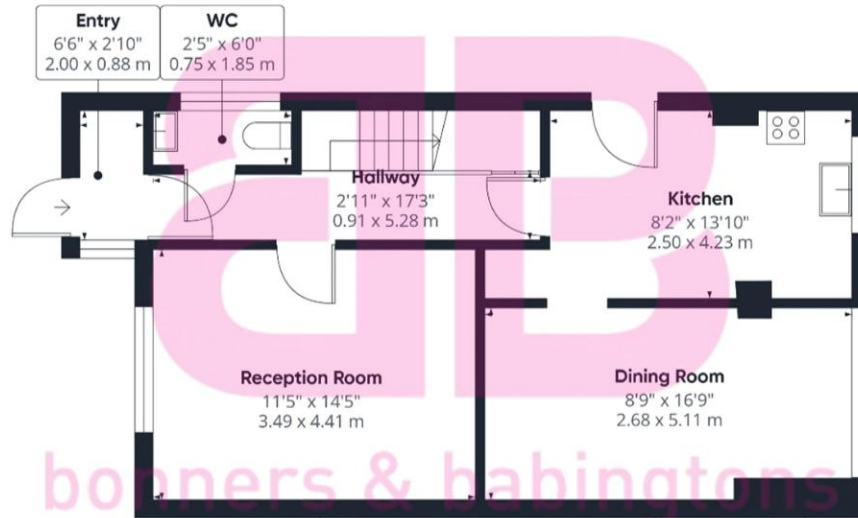 Entry
6'6" x 2'10"
2.00 x 0.88 m
WC
2'5" x 6'0"
0.75 x 1.85 m
Hallway
2'11" x 17'3"
0.91 x 5.28 m
Kitchen
8'2" x 13'10"
2.50 x 4.23 m
Reception Room
11'5" x 14'5"
3.49 x 4.41 m
Dining Room
8'9" x 16'9"
2.68 x 5.11 m
BB
bonners & babingtons